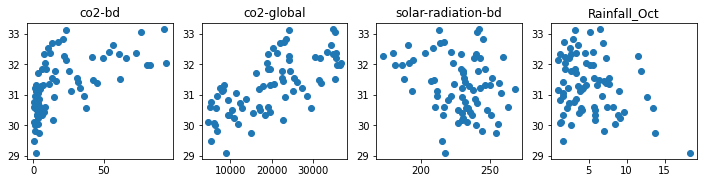 co2-bd co2-global solar-radiation-bd Rainfall_Oct
33 33 33 33
32 32 32 32
31 31 31 31
30 30 30 30
29 29 29 29
0 50 10000 20000 30000 200 250 5 10 15